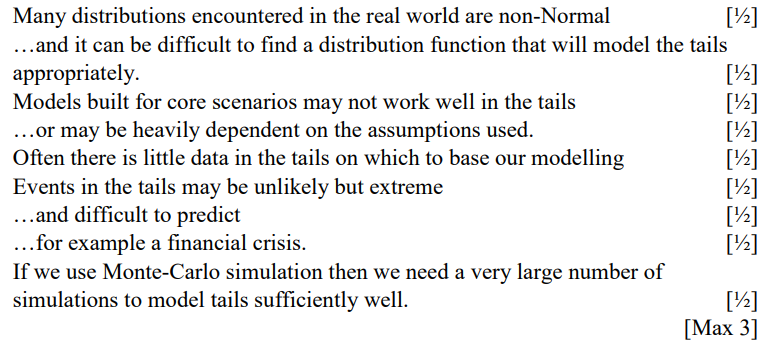 Many distributions encountered in the real world are non-Normal [½]
…and it can be difficult to find a distribution function that will model the tails
appropriately. [½]
Models built for core scenarios may not work well in the tails [½]
…or may be heavily dependent on the assumptions used. [½]
Often there is little data in the tails on which to base our modelling [½]
Events in the tails may be unlikely but extreme [½]
…and difficult to predict [½]
…for example a financial crisis. [½]
If we use Monte-Carlo simulation then we need a very large number of
simulations to model tails sufficiently well. [½]
[Max 3]